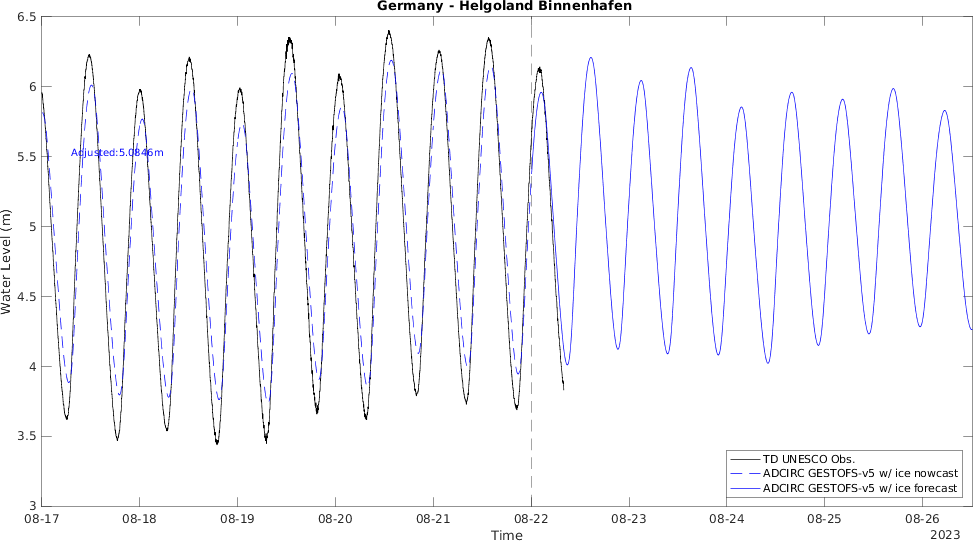 Germany - Helgoland Binnenhafen
6.5
6
5.5
5
4.5
4
3.5
3
Water Level (m)
Adjusted:5.0846m
TD UNESCO Obs.
ADCIRC GESTOFS-v5 w/ ice nowcast
ADCIRC GESTOFS-v5 w/ ice forecast
08-17 08-18 08-19 08-20 08-21 08-22 08-23 08-24 08-25 08-26
Time
2023